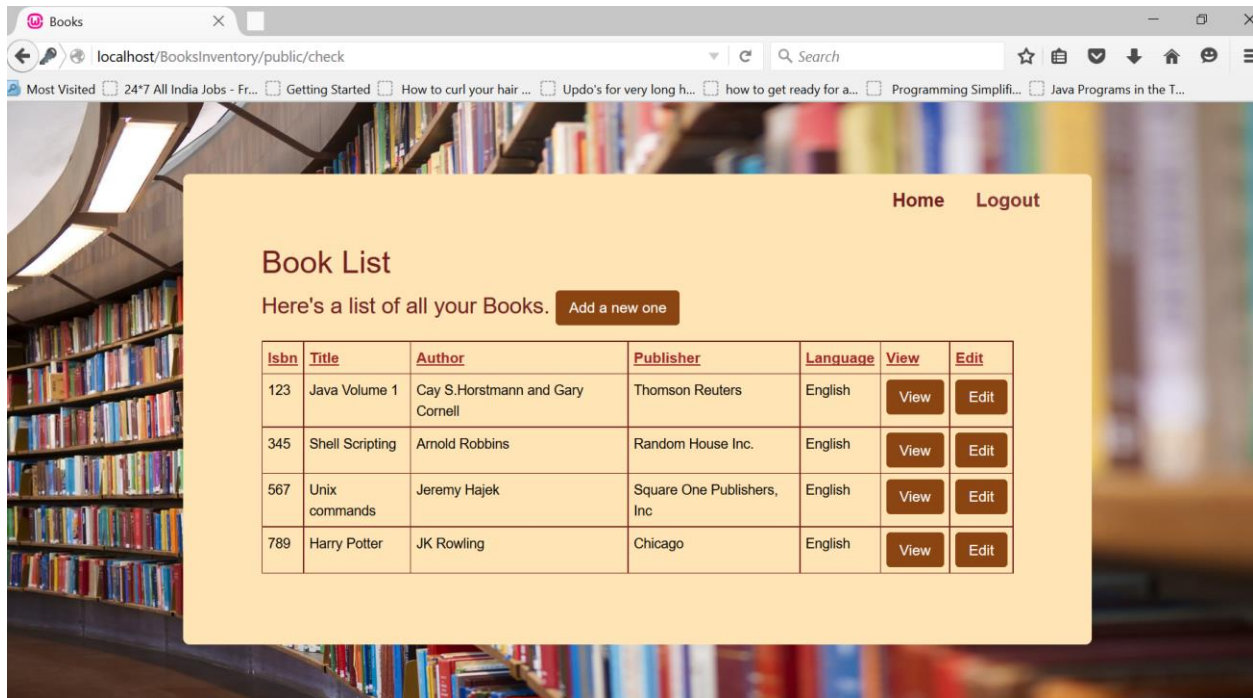 Books
localhost/BooksInventory/public/check
Search
Most Visited 24*7 All India Jobs - Fr... Getting Started How to curl your hair ... Updo's for very long h... how to get ready for a... Programming Simplifi... Java Programs in the T...
Home Logout
Book List
Here's a list of all your Books. Add a new one
Isbn Title Author Publisher Language View Edit
123 Java Volume 1 Cay S.Horstmann and Gary Thomson Reuters English View Edit
Cornell
345 Shell Scripting Arnold Robbins Random House Inc. English View Edit
567 Unix Jeremy Hajek Square One Publishers, English View Edit
commands Inc
789 Harry Potter JK Rowling Chicago English View Edit